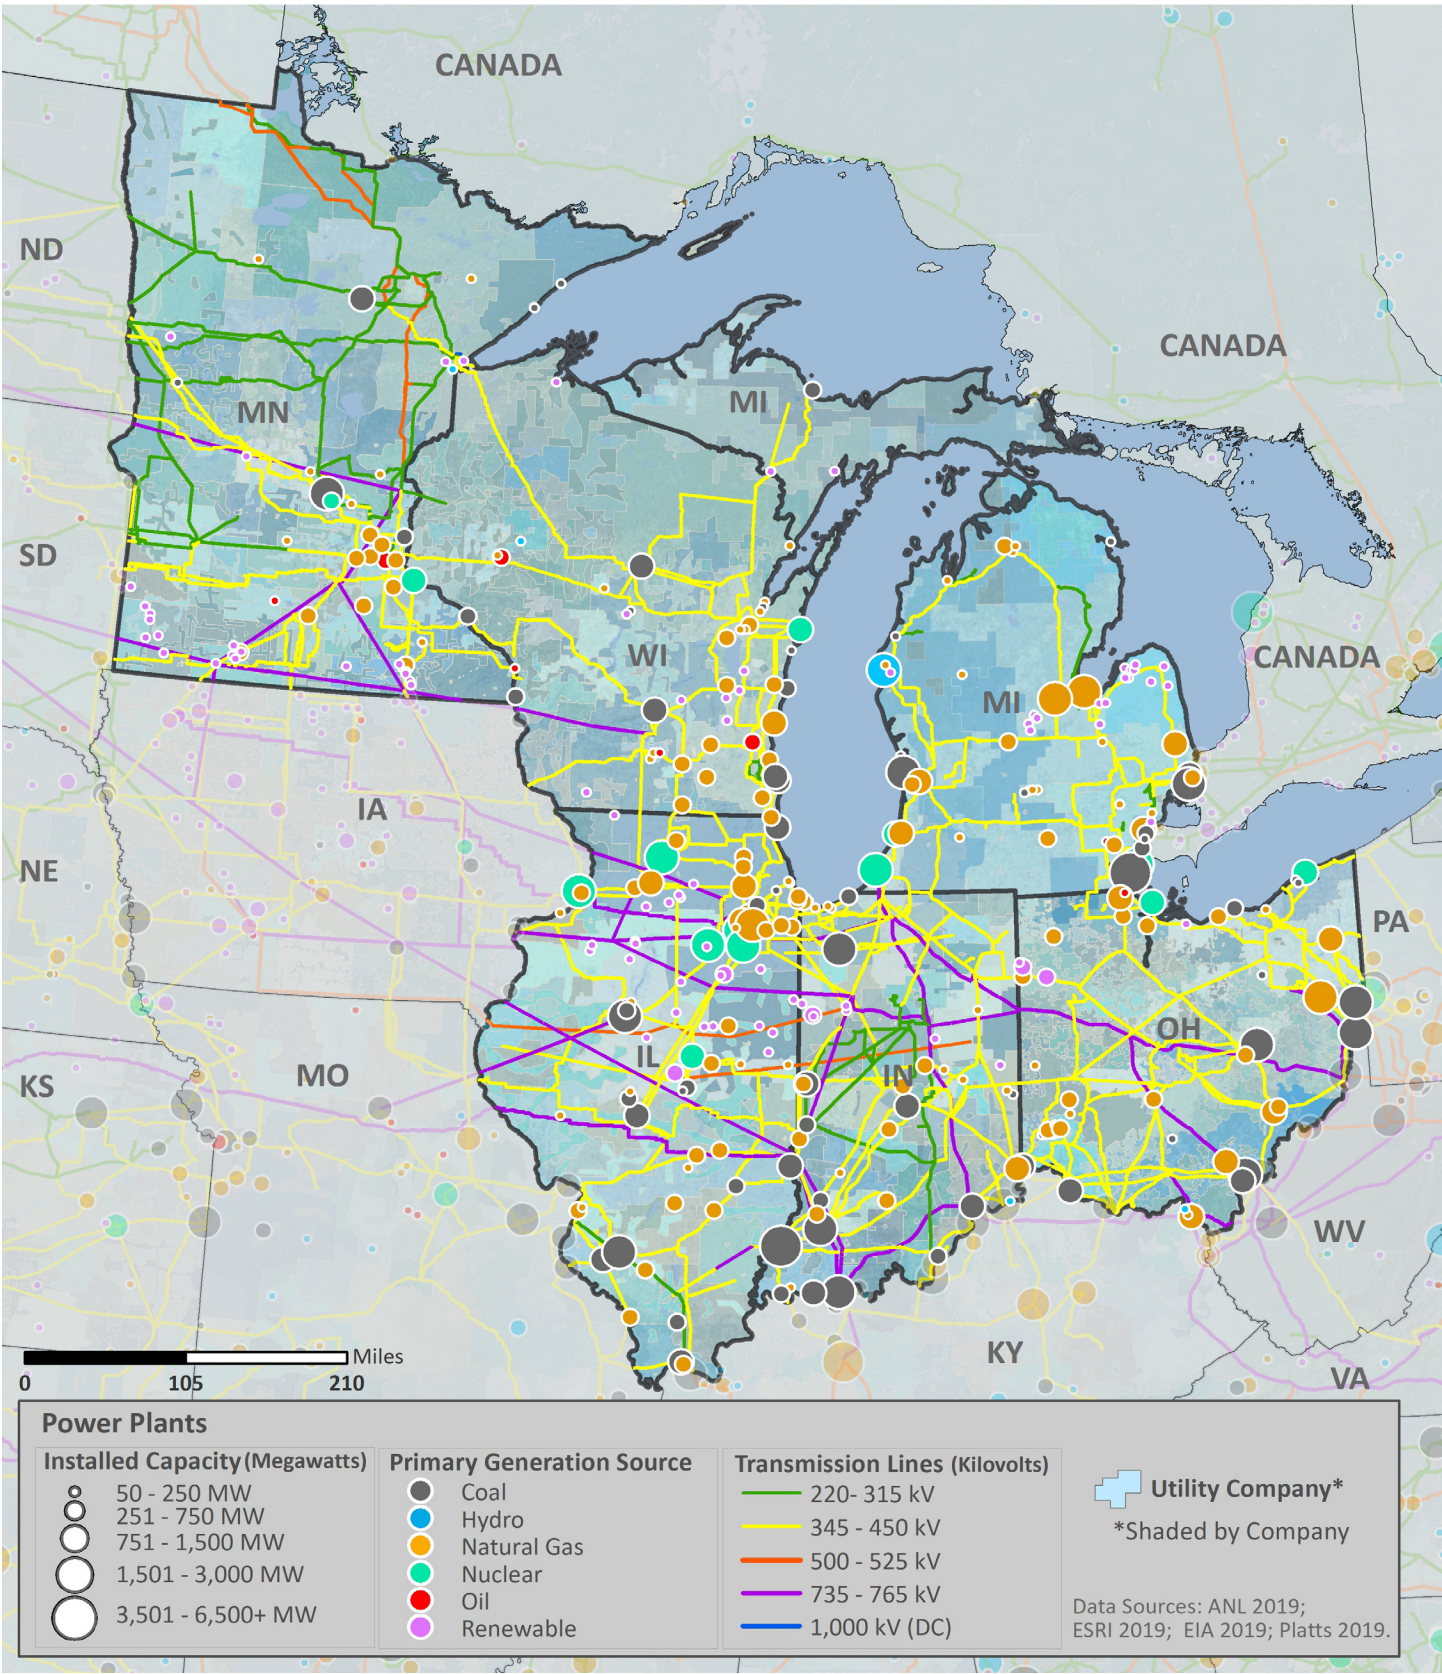 CANADA
ND
CANADA
MN
MI
SD
WI
CANADA
MI
IA
NE
PA
OH
IL
IN
MO
KS
WV
KY
VA
Miles
0 105 210
Power Plants
Installed Capacity (Megawatts)
50 - 250 MW
251 - 750 MW
751 - 1,500 MW
1,501 - 3,000 MW
3,501 - 6,500+ MW
Primary Generation Source
Coal
Hydro
Natural Gas
Nuclear
Oil
Renewable
Transmission Lines (Kilovolts)
220- 315 kV
345 - 450 kV
500 - 525 kV
735 - 765 kV
1,000 kV (DC)
Utility Company*
*Shaded by Company
Data Sources: ANL 2019;
ESRI 2019; EIA 2019; Platts 2019.